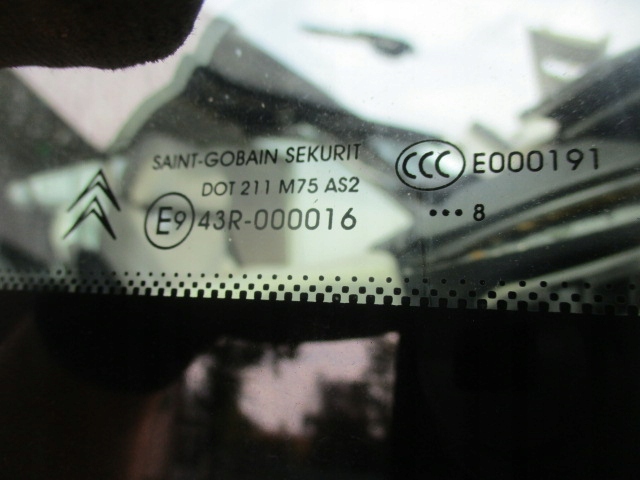 SAINT-GOBAIN SEKURIT
DOT 211 M75 AS2
E9 43R-000016
CCC E000191
••• 8